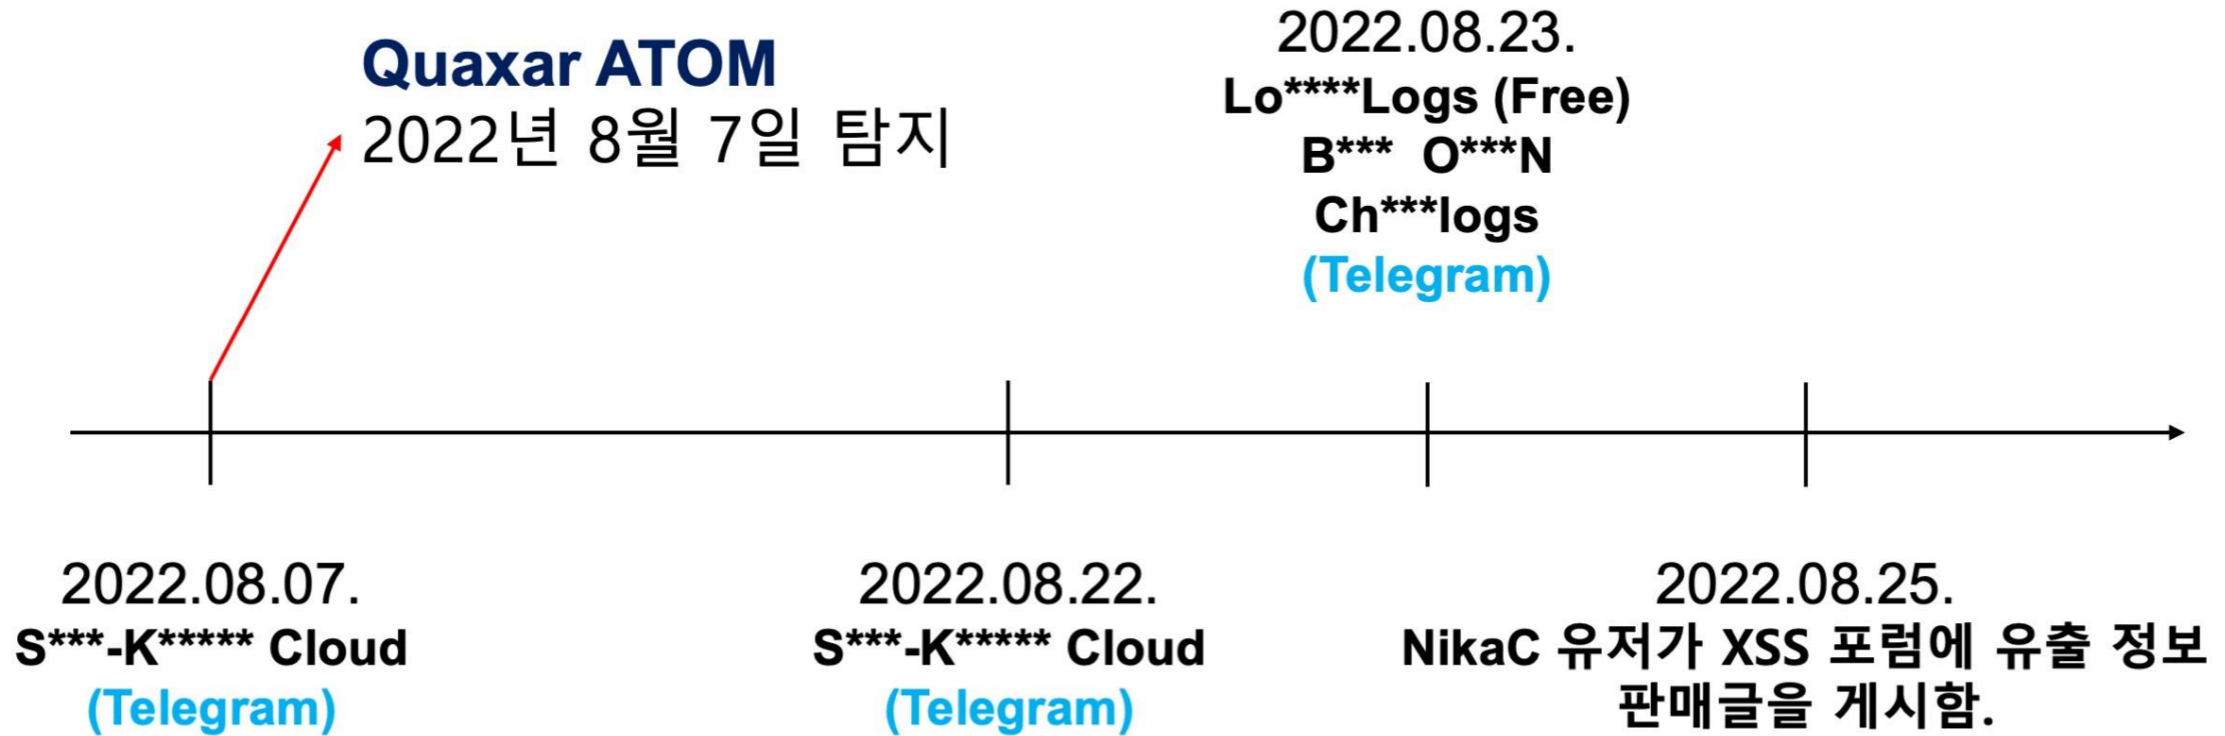 Quaxar ATOM
2022년 8월 7일 탐지
2022.08.23.
Lo****Logs (Free)
B*** O***N
Ch***logs
(Telegram)
2022.08.07.
S***-K***** Cloud
(Telegram)
2022.08.22.
S***-K***** Cloud
(Telegram)
2022.08.25.
NikaC 유저가 XSS 포럼에 유출 정보
판매글을 게시함.